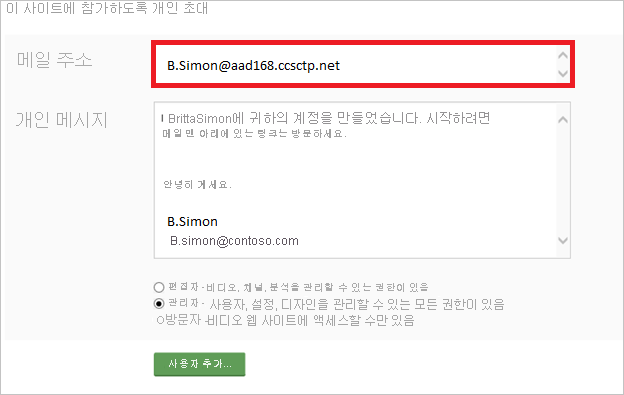 이 사이트에 참가하도록 개인 초대
메일 주소
B.Simon@aad168.ccsctp.net
개인 메시지
BrittaSimon에 귀하의 계정을 만들었습니다. 시작하려면
메일 맨 아래에 있는 링크는 방문하세요.
안녕히 계세요.
B.Simon
B.simon@contoso.com
편집자 - 비디오, 채널, 분석을 관리할 수 있는 권한이 있음
관리자 - 사용자, 설정, 디자인을 관리할 수 있는 모든 권한이 있음
방문자 -비디오 웹 사이트에 액세스할 수만 있음
사용자 추가...